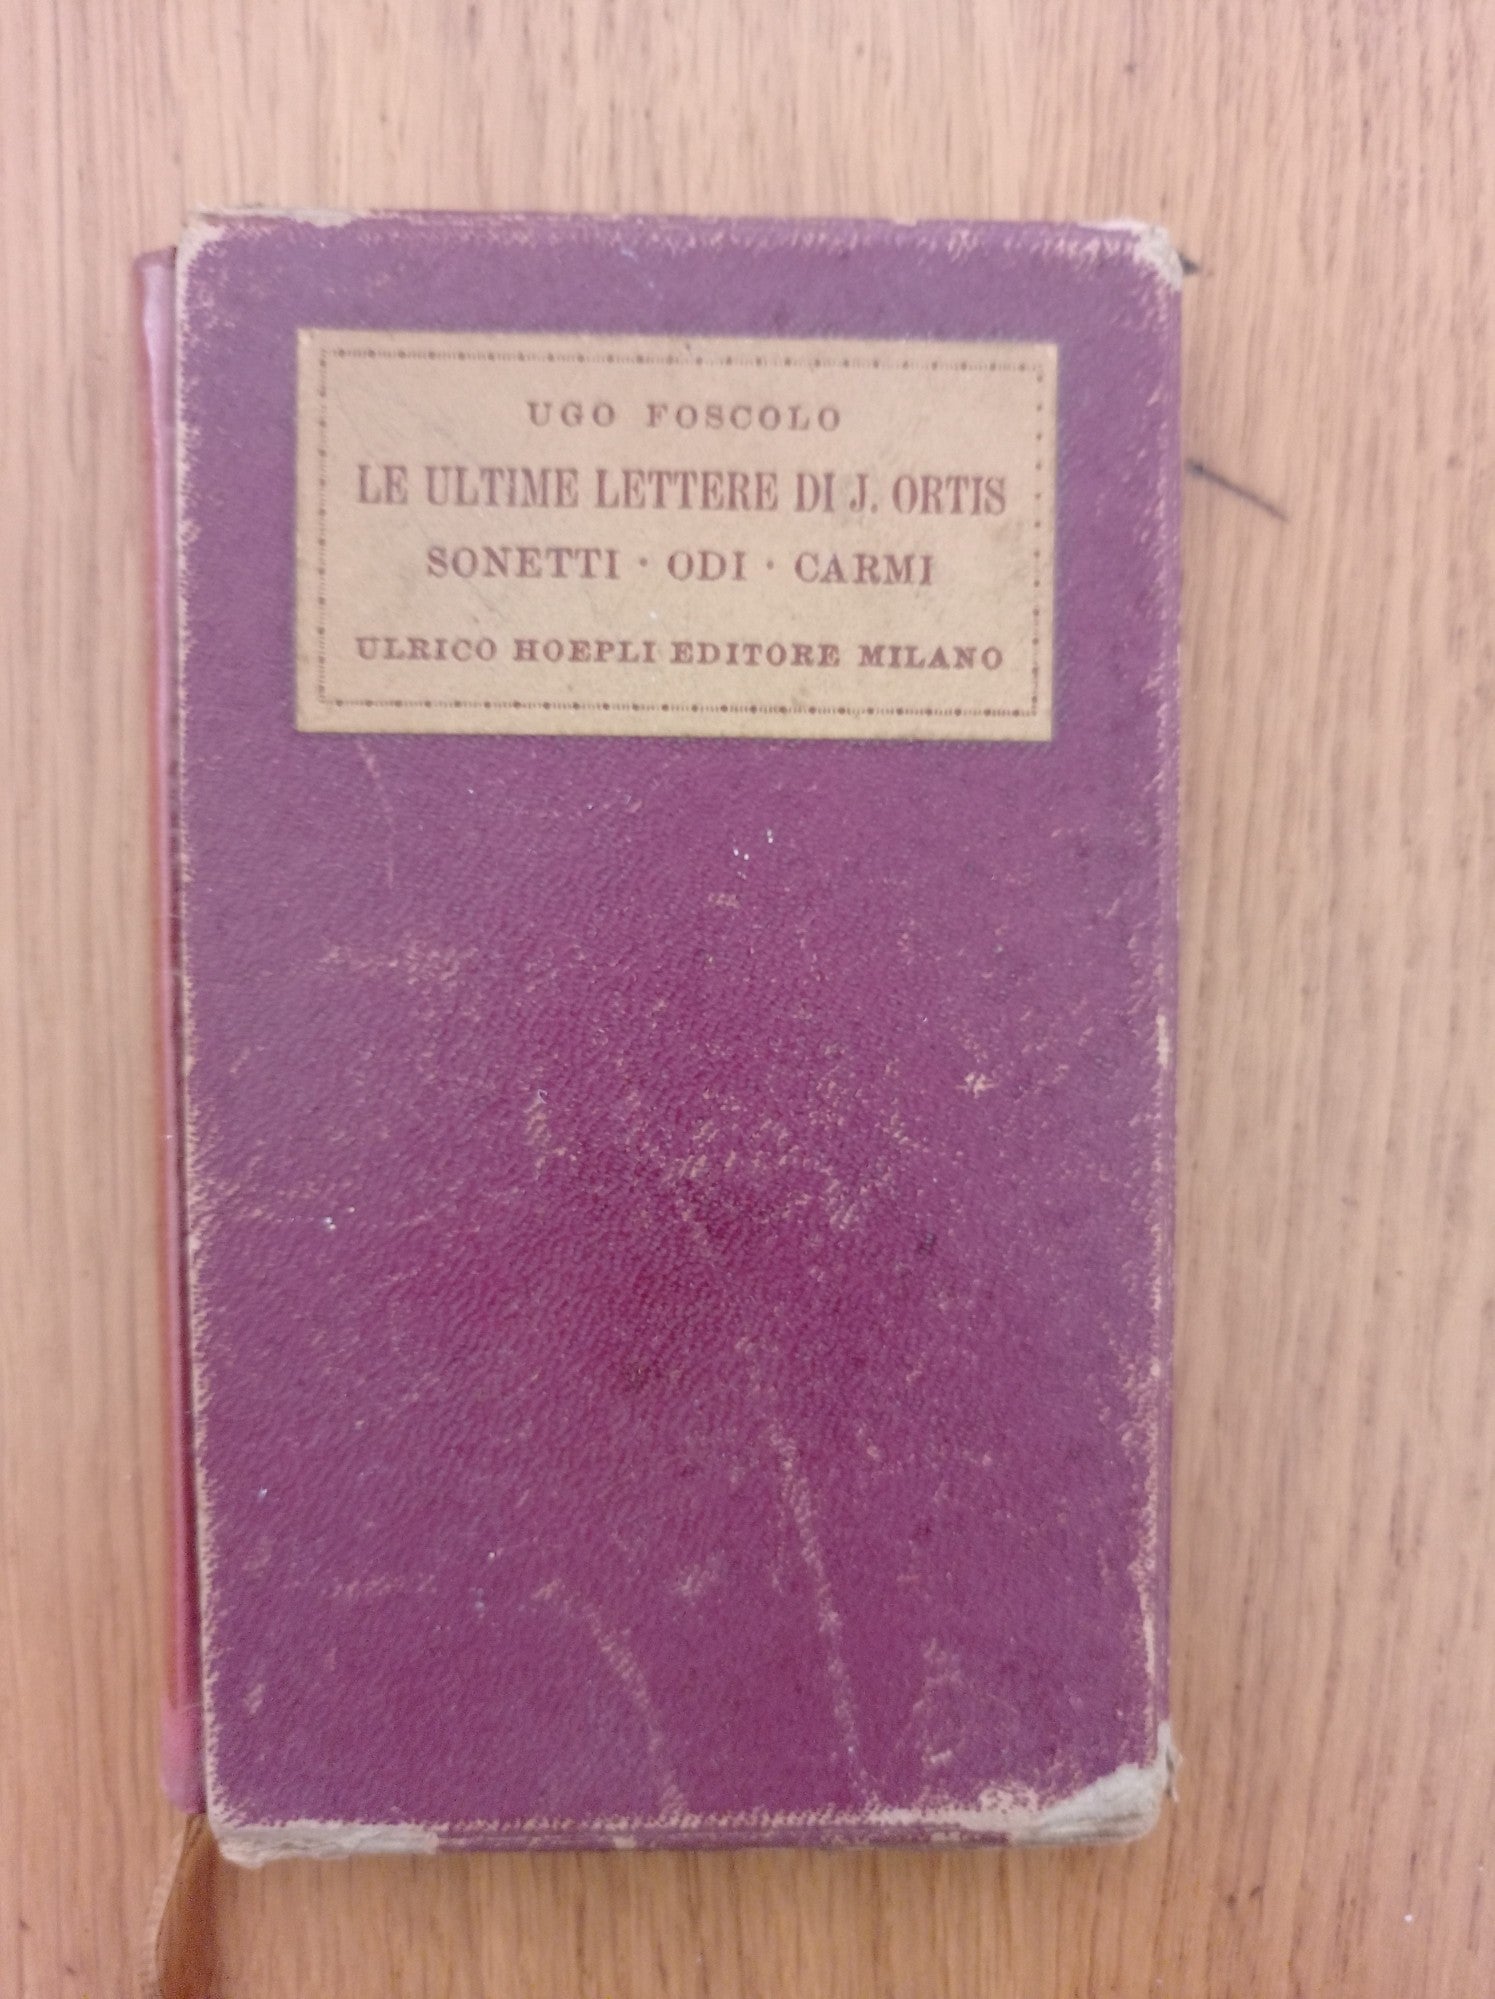 UGO FOSCOLO
LE ULTIME LETTERE DI J. ORTIS
SONETTI · ODI · CARMI
ULRICO HOEPLI EDITORE MILANO